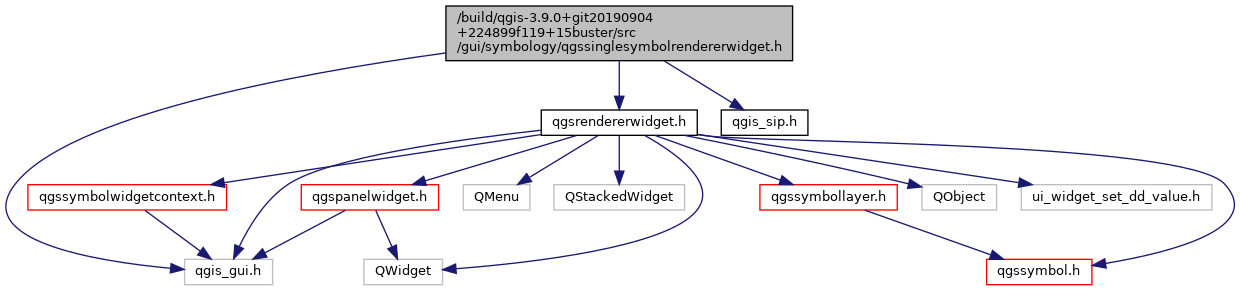 /build/qgis-3.9.0+git20190904
+224899f119+15buster/src
/gui/symbology/qgssinglesymbolrendererwidget.h
qgsrendererwidget.h
qgis_sip.h
qgssymbolwidgetcontext.h
qgspanelwidget.h
QMenu
QStackedWidget
qgssymbollayer.h
QObject
ui_widget_set_dd_value.h
qgis_gui.h
QWidget
qgssymbol.h